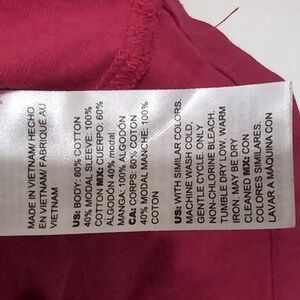 MADE IN VIETNAM/ HECHO
EN VIETNAM/ FABRIQUÉ AU
VIETNAM
US: BODY: 60% COTTON
40% MODAL SLEEVE: 100%
COTTON MX: CUERPO: 60%
ALGODON 40% modal
MANGA: 100% ALGODÓN
CA: CORPS: 60% COTON
40% MODAL MANCHE: 100%
COTON
US: WITH SIMILAR COLORS.
MACHINE WASH COLD,
GENTLE CYCLE. ONLY
NON-CHLORINE BLEACH.
TUMBLE DRY LOW. WARM
IRON. MAY BE DRY
CLEANED MX: CON
COLORES SIMILARES.
LAVAR A MAQUINA CON